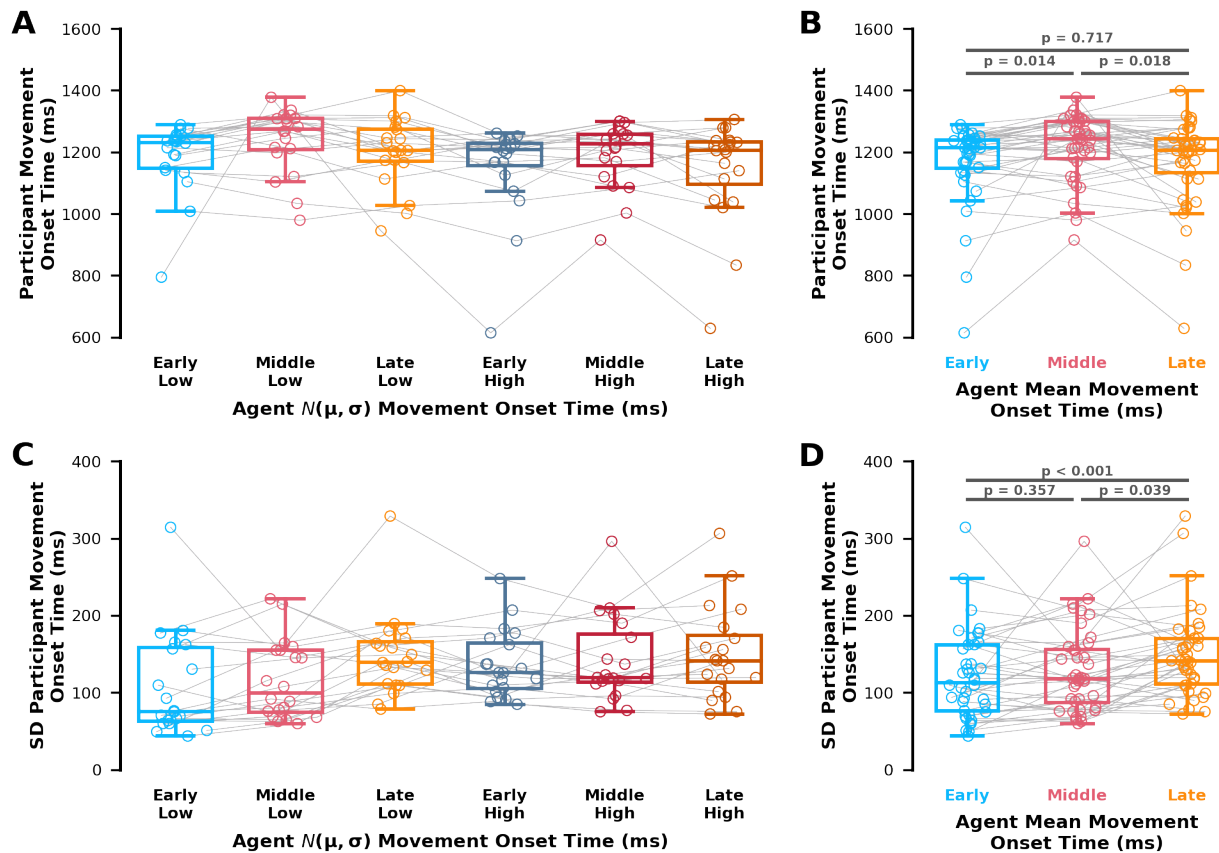 A
Participant Movement
Onset Time (ms)
1600
1400
1200
1000
800
600
Early
Low
Middle
Low
Late
Low
Early
High
Middle
High
Late
High
Agent N(μ, σ) Movement Onset Time (ms)
B
Participant Movement
Onset Time (ms)
1600
1400
1200
1000
800
600
p = 0.717
p = 0.014
p = 0.018
Early
Middle
Late
Agent Mean Movement
Onset Time (ms)
C
SD Participant Movement
Onset Time (ms)
400
300
200
100
0
Early
Low
Middle
Low
Late
Low
Early
High
Middle
High
Late
High
Agent N(μ, σ) Movement Onset Time (ms)
D
SD Participant Movement
Onset Time (ms)
400
300
200
100
0
p < 0.001
p = 0.357
p = 0.039
Early
Middle
Late
Agent Mean Movement
Onset Time (ms)